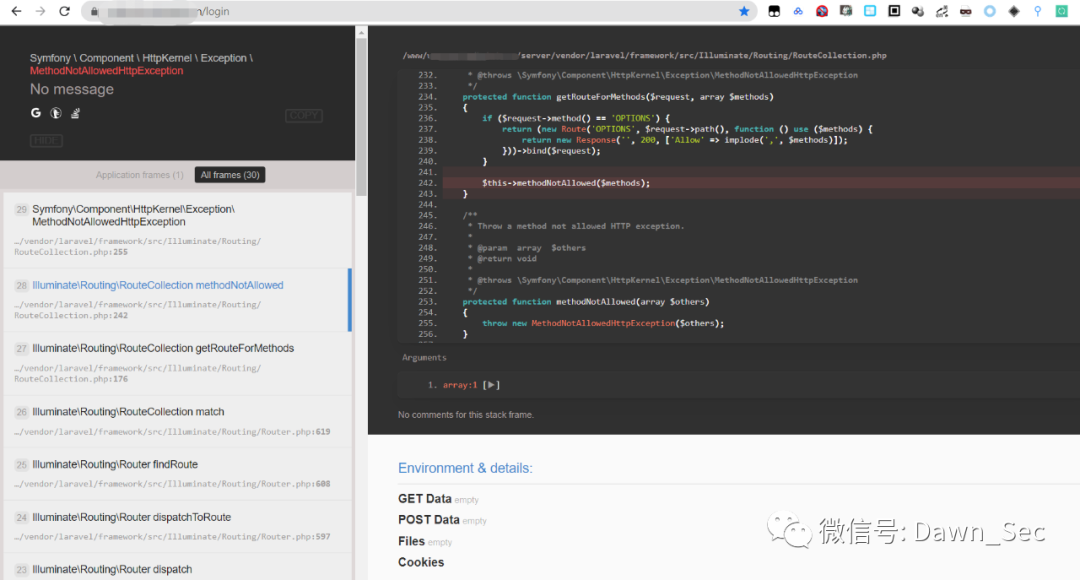 /login
Symfony \ Component \ HttpKernel \ Exception \
MethodNotAllowedHttpException
No message
COPY
HIDE
Application frames (1)
All frames (30)
29 Symfony\Component\HttpKernel\Exception\
MethodNotAllowedHttpException
…/vendor/laravel/framework/src/Illuminate/Routing/
RouteCollection.php:255
28 Illuminate\Routing\RouteCollection methodNotAllowed
…/vendor/laravel/framework/src/Illuminate/Routing/
RouteCollection.php:242
27 Illuminate\Routing\RouteCollection getRouteForMethods
…/vendor/laravel/framework/src/Illuminate/Routing/
RouteCollection.php:176
26 Illuminate\Routing\RouteCollection match
…/vendor/laravel/framework/src/Illuminate/Routing/Router.php:619
25 Illuminate\Routing\Router findRoute
…/vendor/laravel/framework/src/Illuminate/Routing/Router.php:608
24 Illuminate\Routing\Router dispatchToRoute
…/vendor/laravel/framework/src/Illuminate/Routing/Router.php:597
23 Illuminate\Routing\Router dispatch
/www/
/server/vendor/laravel/framework/src/Illuminate/Routing/RouteCollection.php
232. * @throws \Symfony\Component\HttpKernel\Exception\MethodNotAllowedHttpException
233. */
234. protected function getRouteForMethods($request, array $methods)
235. {
236. if ($request->method() == 'OPTIONS') {
237. return (new Route('OPTIONS', $request->path(), function () use ($methods) {
238. return new Response('', 200, ['Allow' => implode(',', $methods)]);
239. }))->bind($request);
240. }
241.
242. $this->methodNotAllowed($methods);
243. }
244.
245. /**
246. * Throw a method not allowed HTTP exception.
247. *
248. * @param array $others
249. * @return void
250. *
251. * @throws \Symfony\Component\HttpKernel\Exception\MethodNotAllowedHttpException
252. */
253. protected function methodNotAllowed(array $others)
254. {
255. throw new MethodNotAllowedHttpException($others);
256. }
Arguments
1. array:1 [▶]
No comments for this stack frame.
Environment & details:
GET Data empty
POST Data empty
Files empty
Cookies
微信号: Dawn_Sec